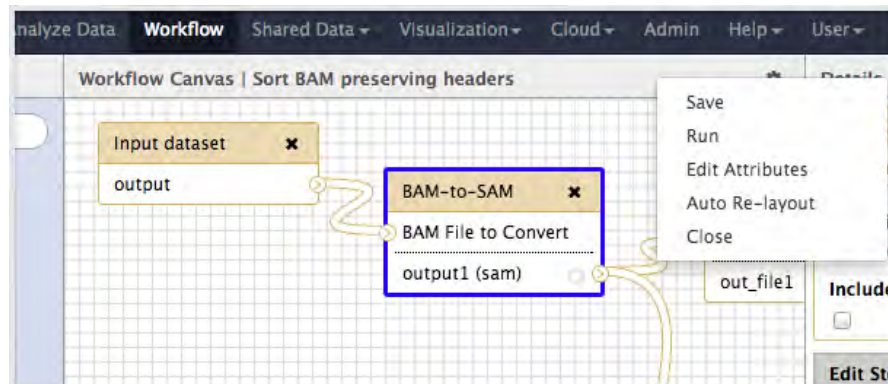 Analyze Data Workflow Shared Data Visualization Cloud Admin Help User
Workflow Canvas | Sort BAM preserving headers
Details
Save
Run
Edit Attributes
Auto Re-layout
Close
Input dataset
output
BAM-to-SAM
BAM File to Convert
output1 (sam)
out_file1
Include
Edit